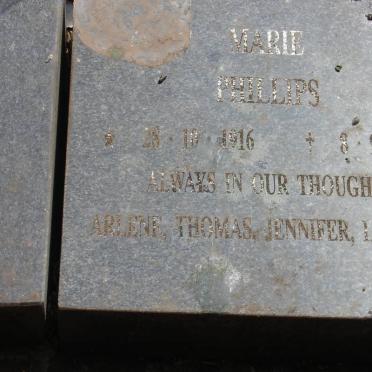 MARIE
PHILLIPS
* 28 · 10 · 1916 † 8 ·
ALWAYS IN OUR THOUGH
ARLENE, THOMAS, JENNIFER, L